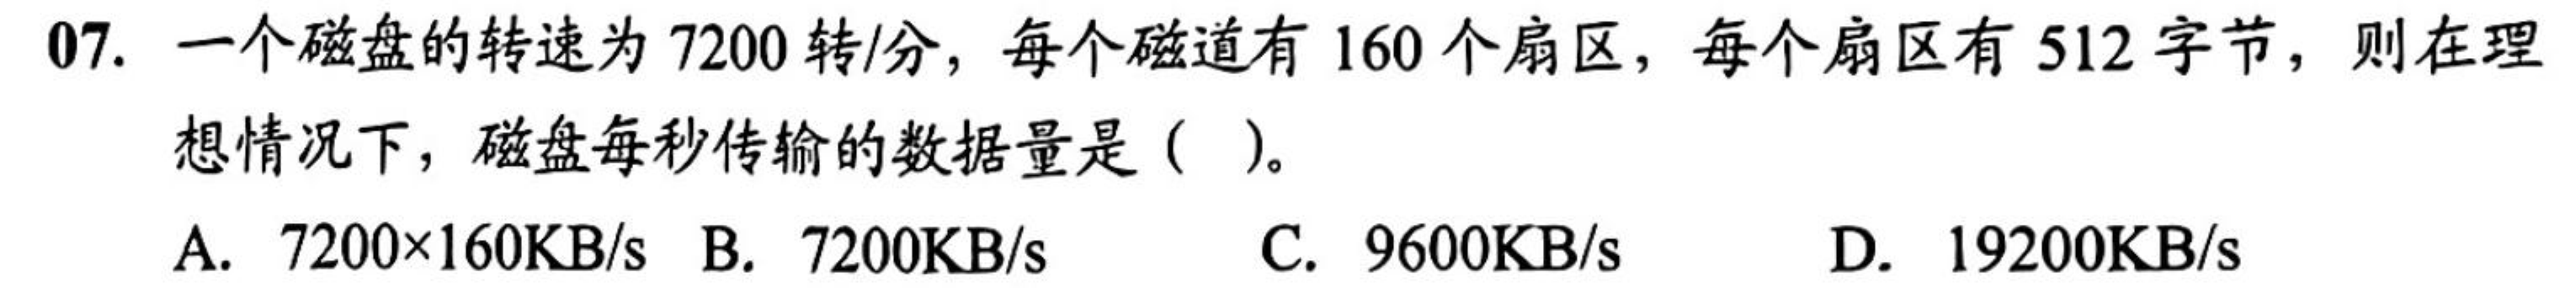 07. 一个磁盘的转速为 7200 转/分，每个磁道有 160 个扇区，每个扇区有 512 字节，则在理
想情况下，磁盘每秒传输的数据量是（ ）。
A. 7200×160KB/s B. 7200KB/s C. 9600KB/s D. 19200KB/s